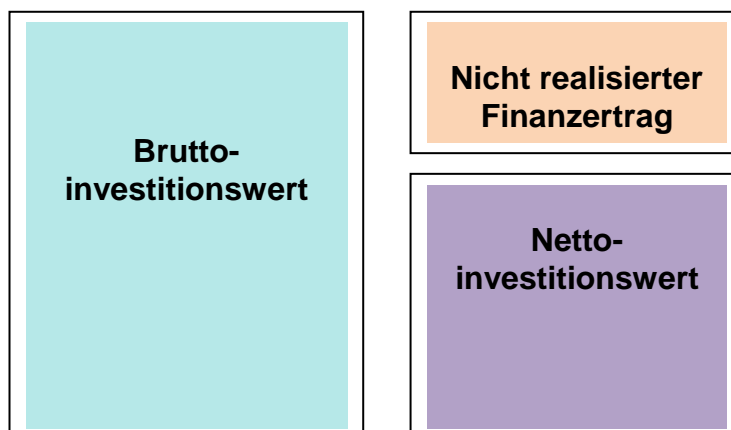 Brutto-
investitionswert
Nicht realisierter
Finanzertrag
Netto-
investitionswert